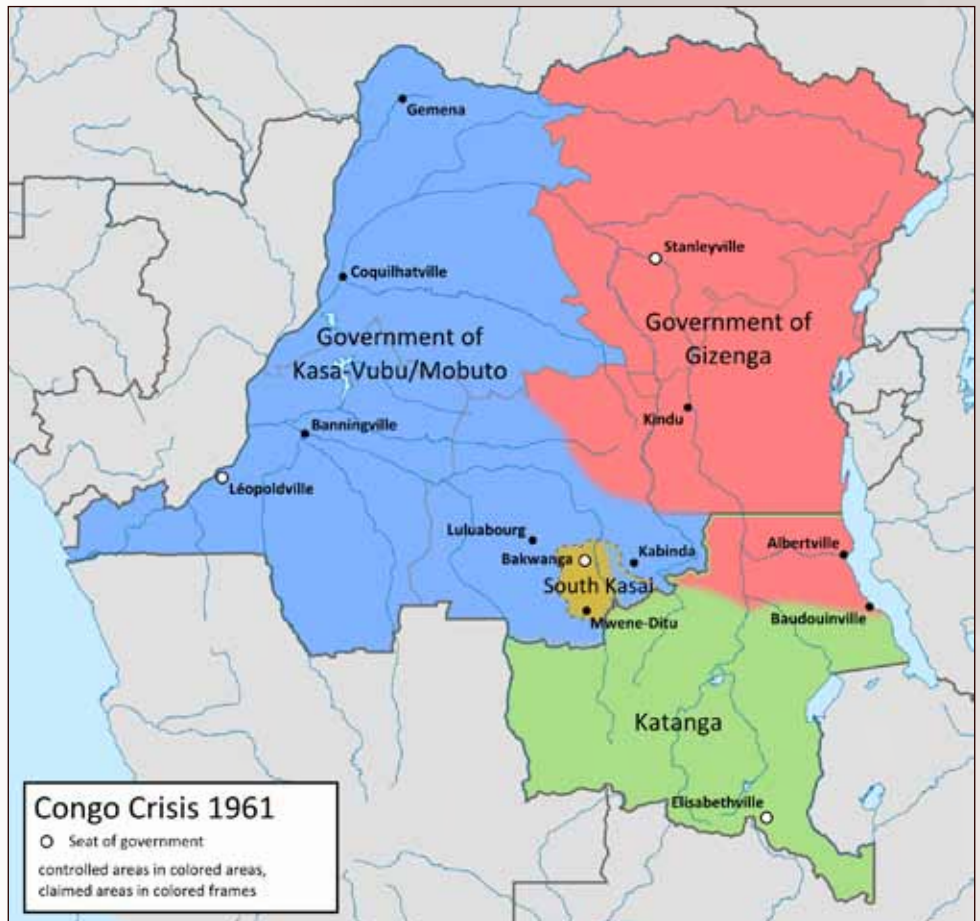 Gemena
Stanleyville
Coquilhatville
Government of
Kasa-Vubu/Mobuto
Government of
Gizenga
Kindu
Banningville
Léopoldville
Luluabourg
Bakwanga
Kabinda
Albertville
South Kasai
Mwene-Ditu
Baudouinville
Katanga
Elisabethville
Congo Crisis 1961
Seat of government
controlled areas in colored areas,
claimed areas in colored frames